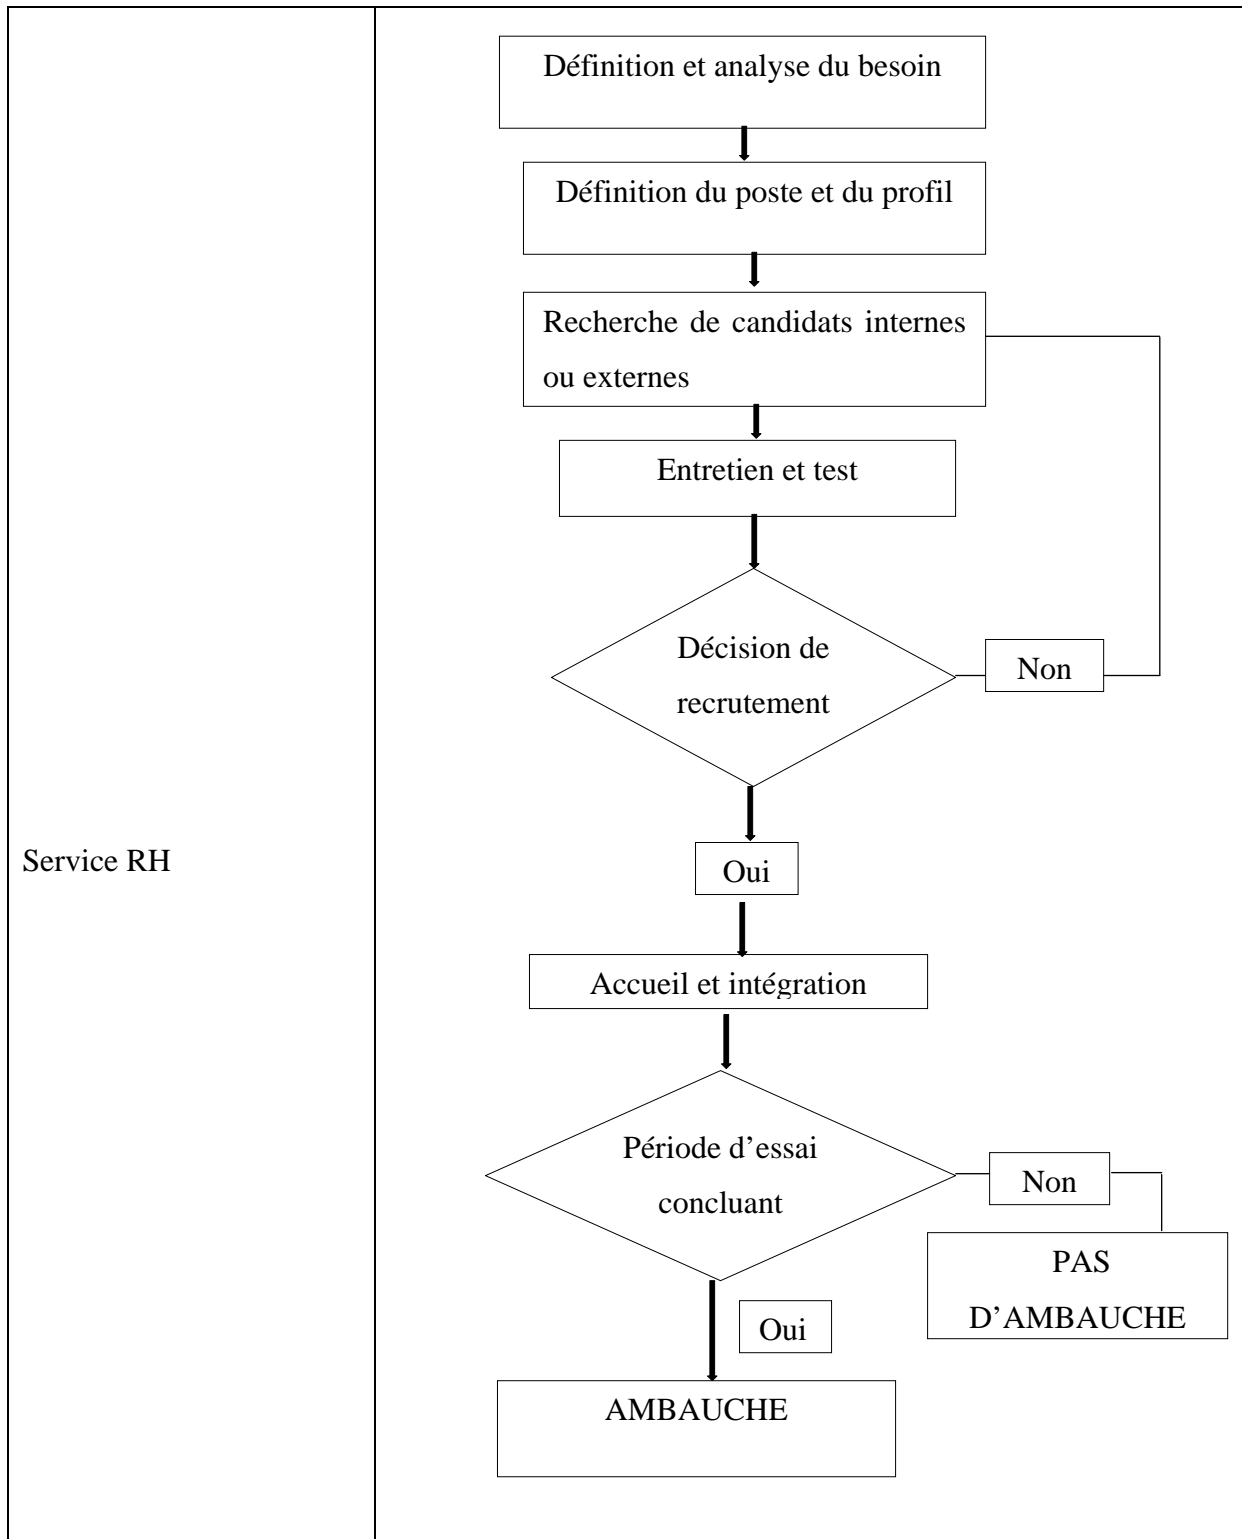 Définition et analyse du besoin
Définition du poste et du profil
Recherche de candidats internes
ou externes
Entretien et test
Décision de
recrutement
Non
Service RH
Oui
Accueil et intégration
Période d’essai
concluant
Non
PAS
D’AMBAUCHE
Oui
AMBAUCHE